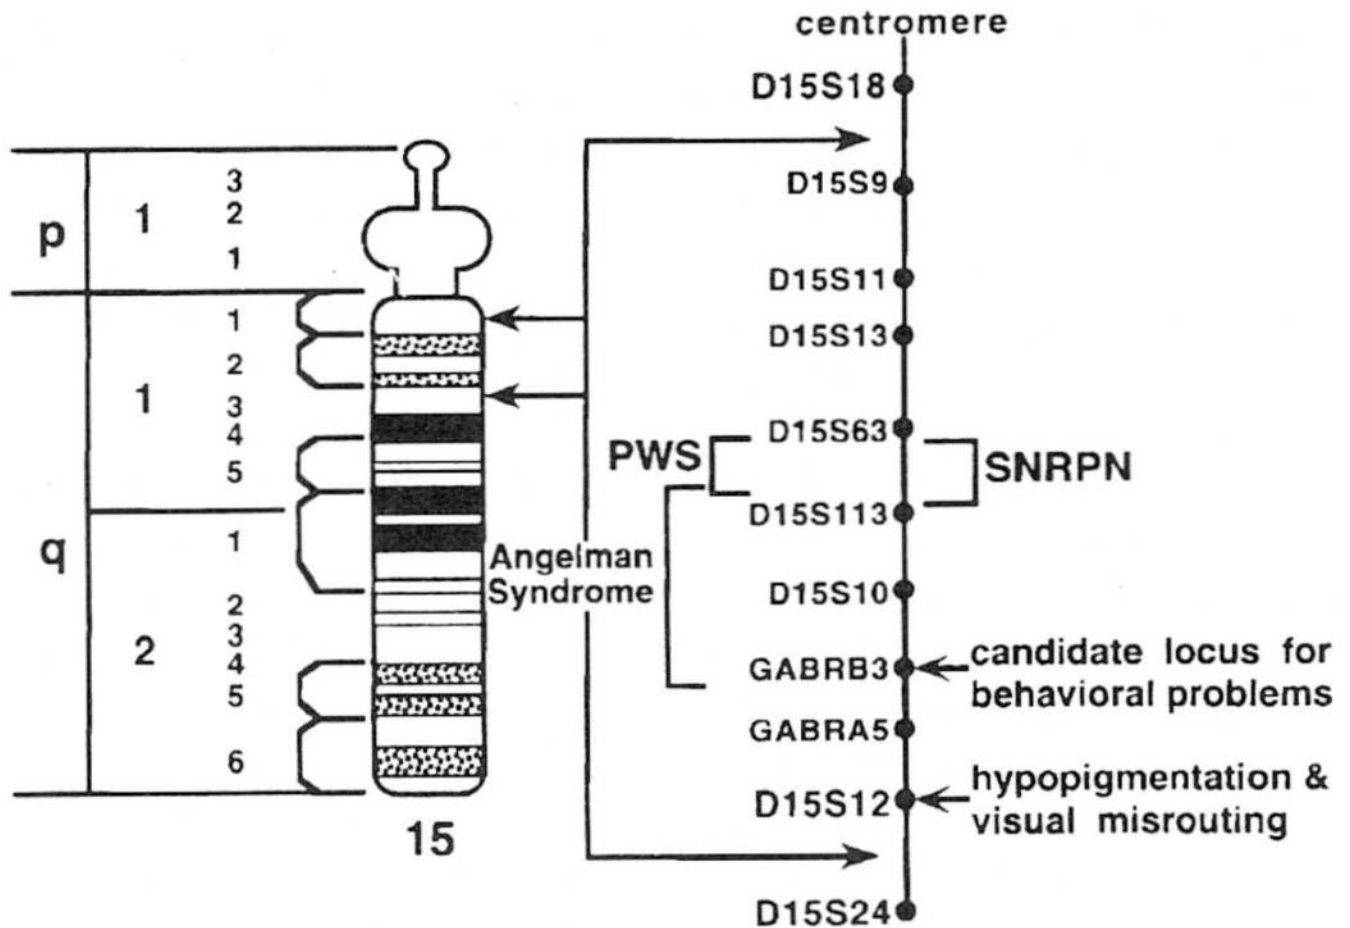 centromere
D15S18
D15S9
D15S11
D15S13
D15S63
D15S113
D15S10
GABRB3
GABRA5
D15S12
D15S24
p
1
3
2
1
q
1
1
2
3
4
5
2
1
2
3
4
5
6
15
PWS
SNRPN
Angelman
Syndrome
candidate locus for
behavioral problems
hypopigmentation &
visual misrouting